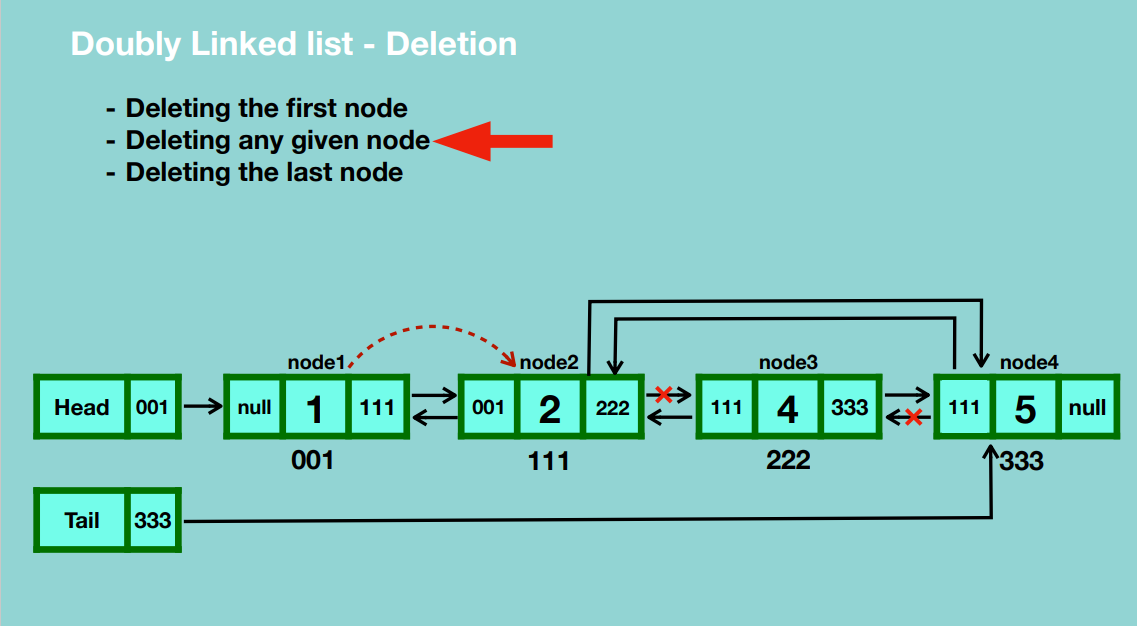 Doubly Linked list - Deletion
- Deleting the first node
- Deleting any given node
- Deleting the last node
node1 node2 node3 node4
Head 001 null 1 111 001 2 222 111 4 333 111 5 null
001 111 222 333
Tail 333